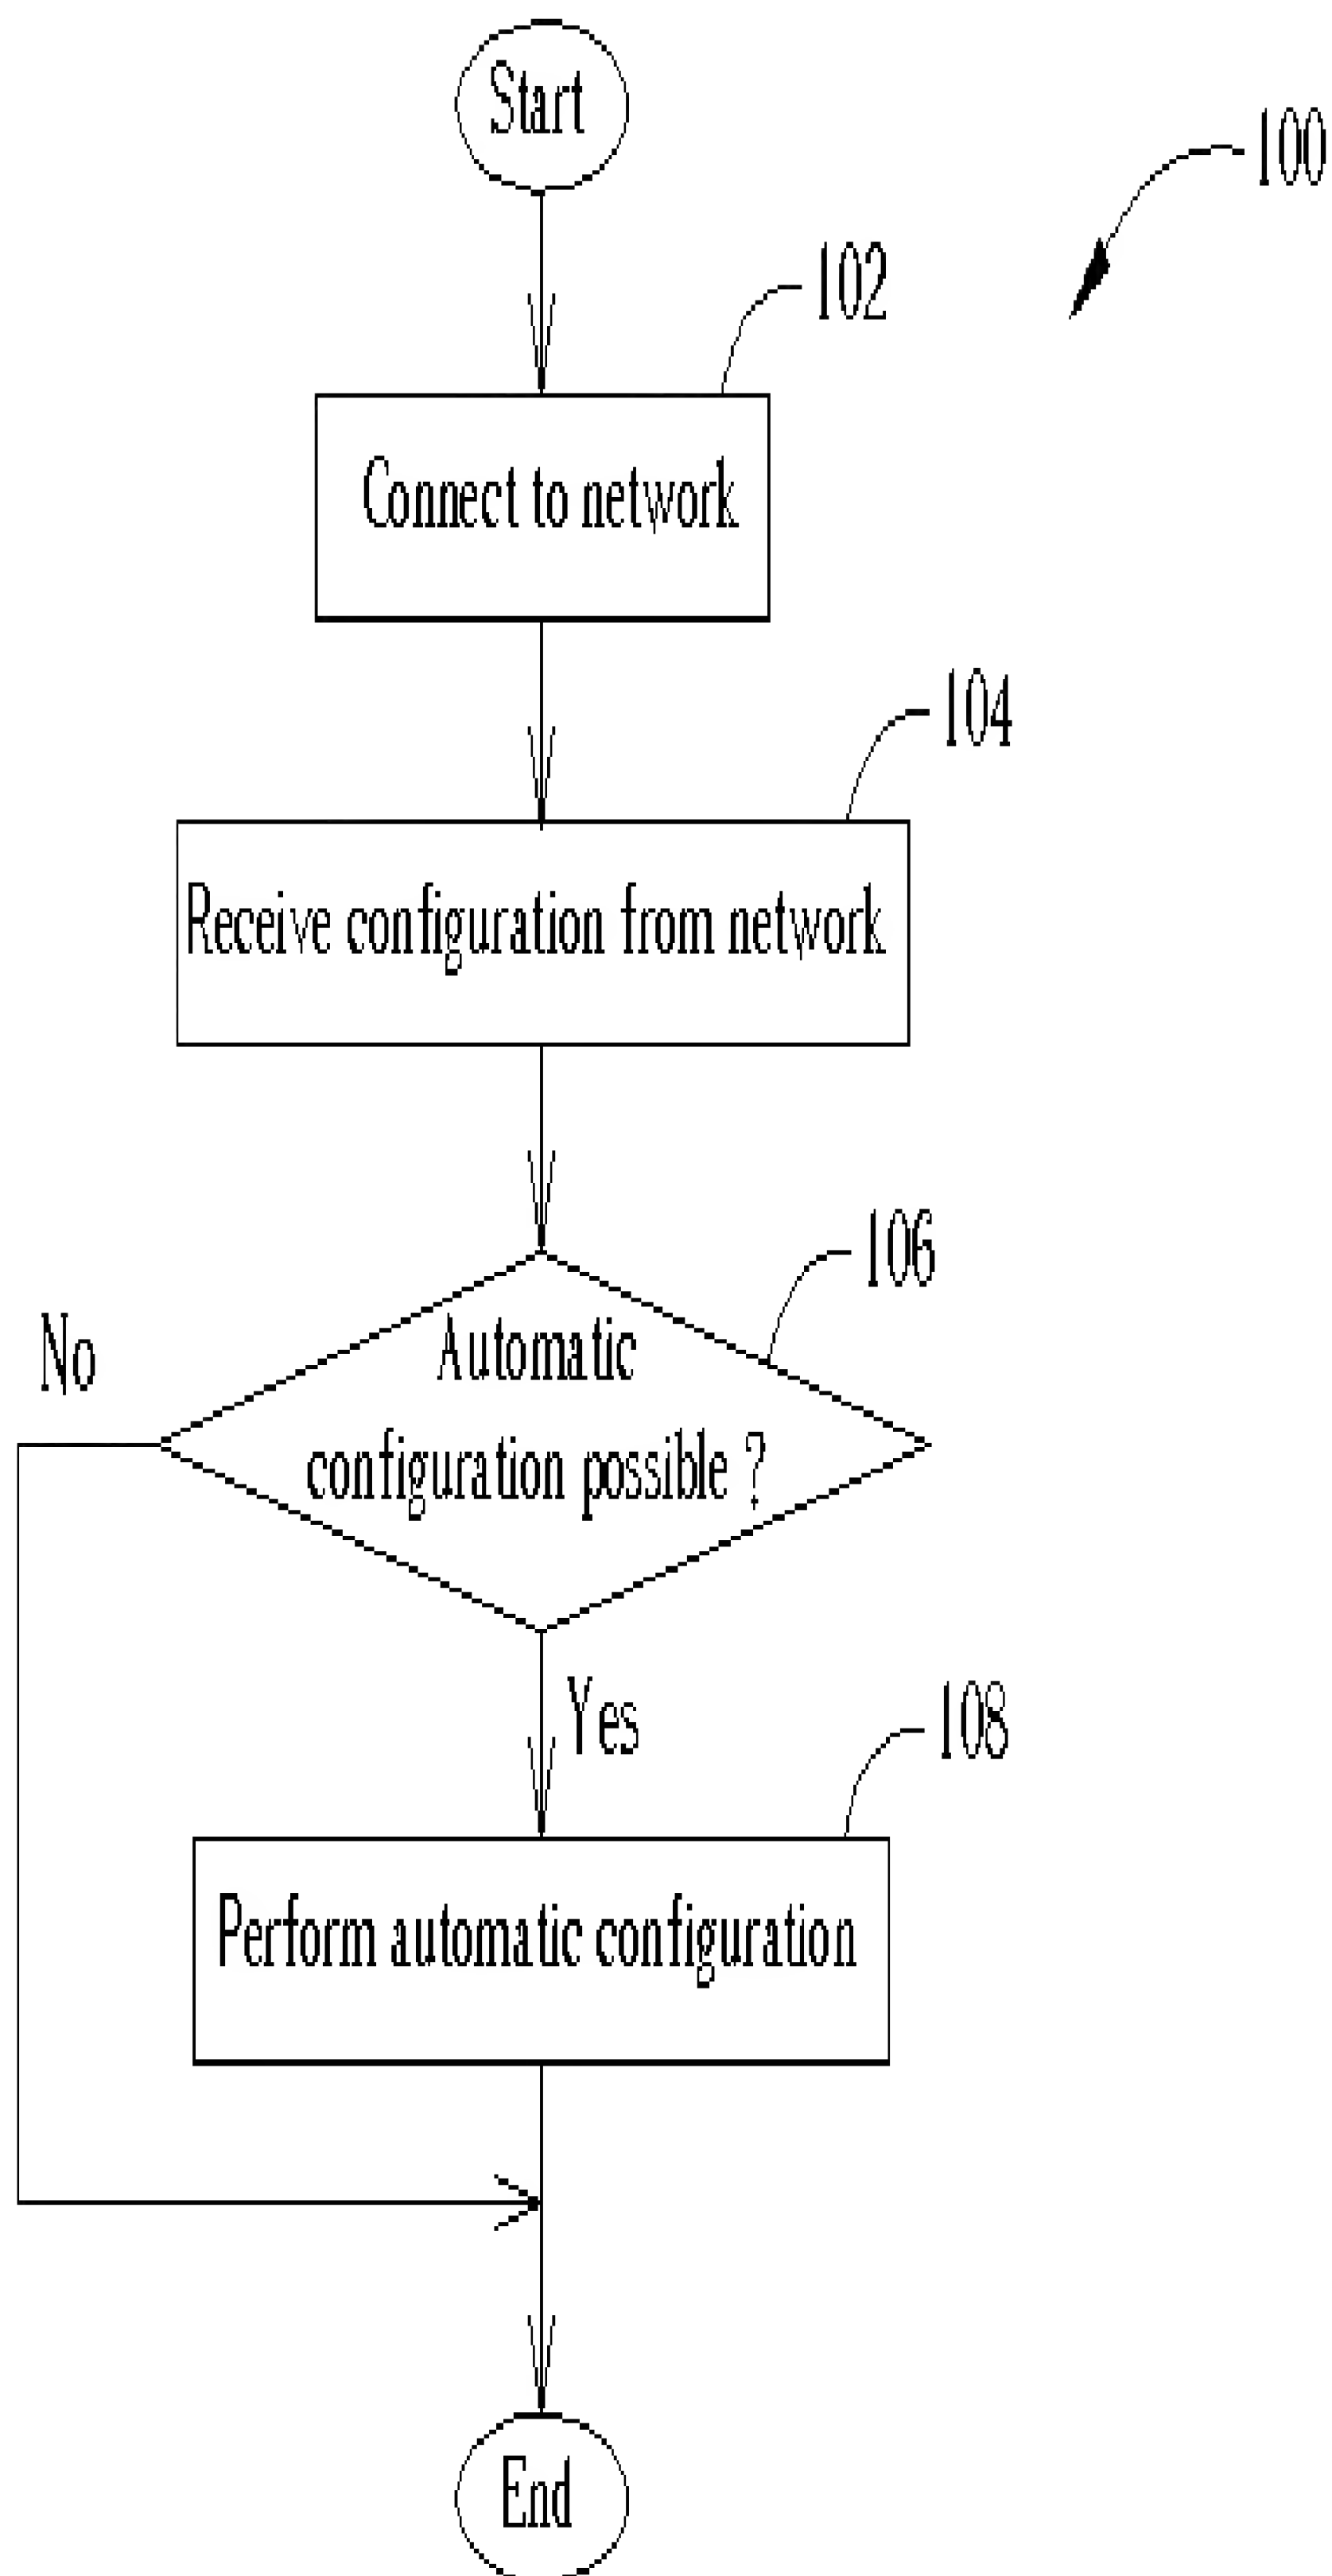 Start
100
102
Connect to network
104
Receive configuration from network
106
No
Automatic
configuration possible ?
Yes
108
Perform automatic configuration
End